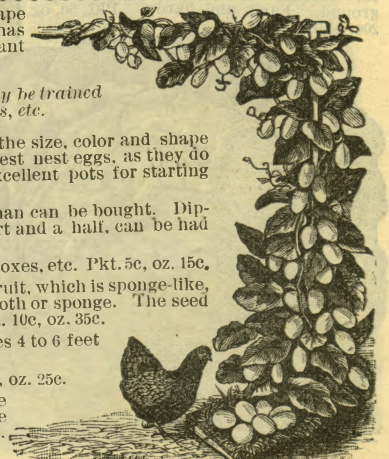 ape
has
ant
y be trained
s, etc.
the size, color and shape
est nest eggs, as they do
xcellent pots for starting
han can be bought. Dip-
rt and a half, can be had
oxes, etc. Pkt. 5c, oz. 15c.
ruit, which is sponge-like,
oth or sponge. The seed
. 10c, oz. 35c.
es 4 to 6 feet
, oz. 25c.
e
e
.